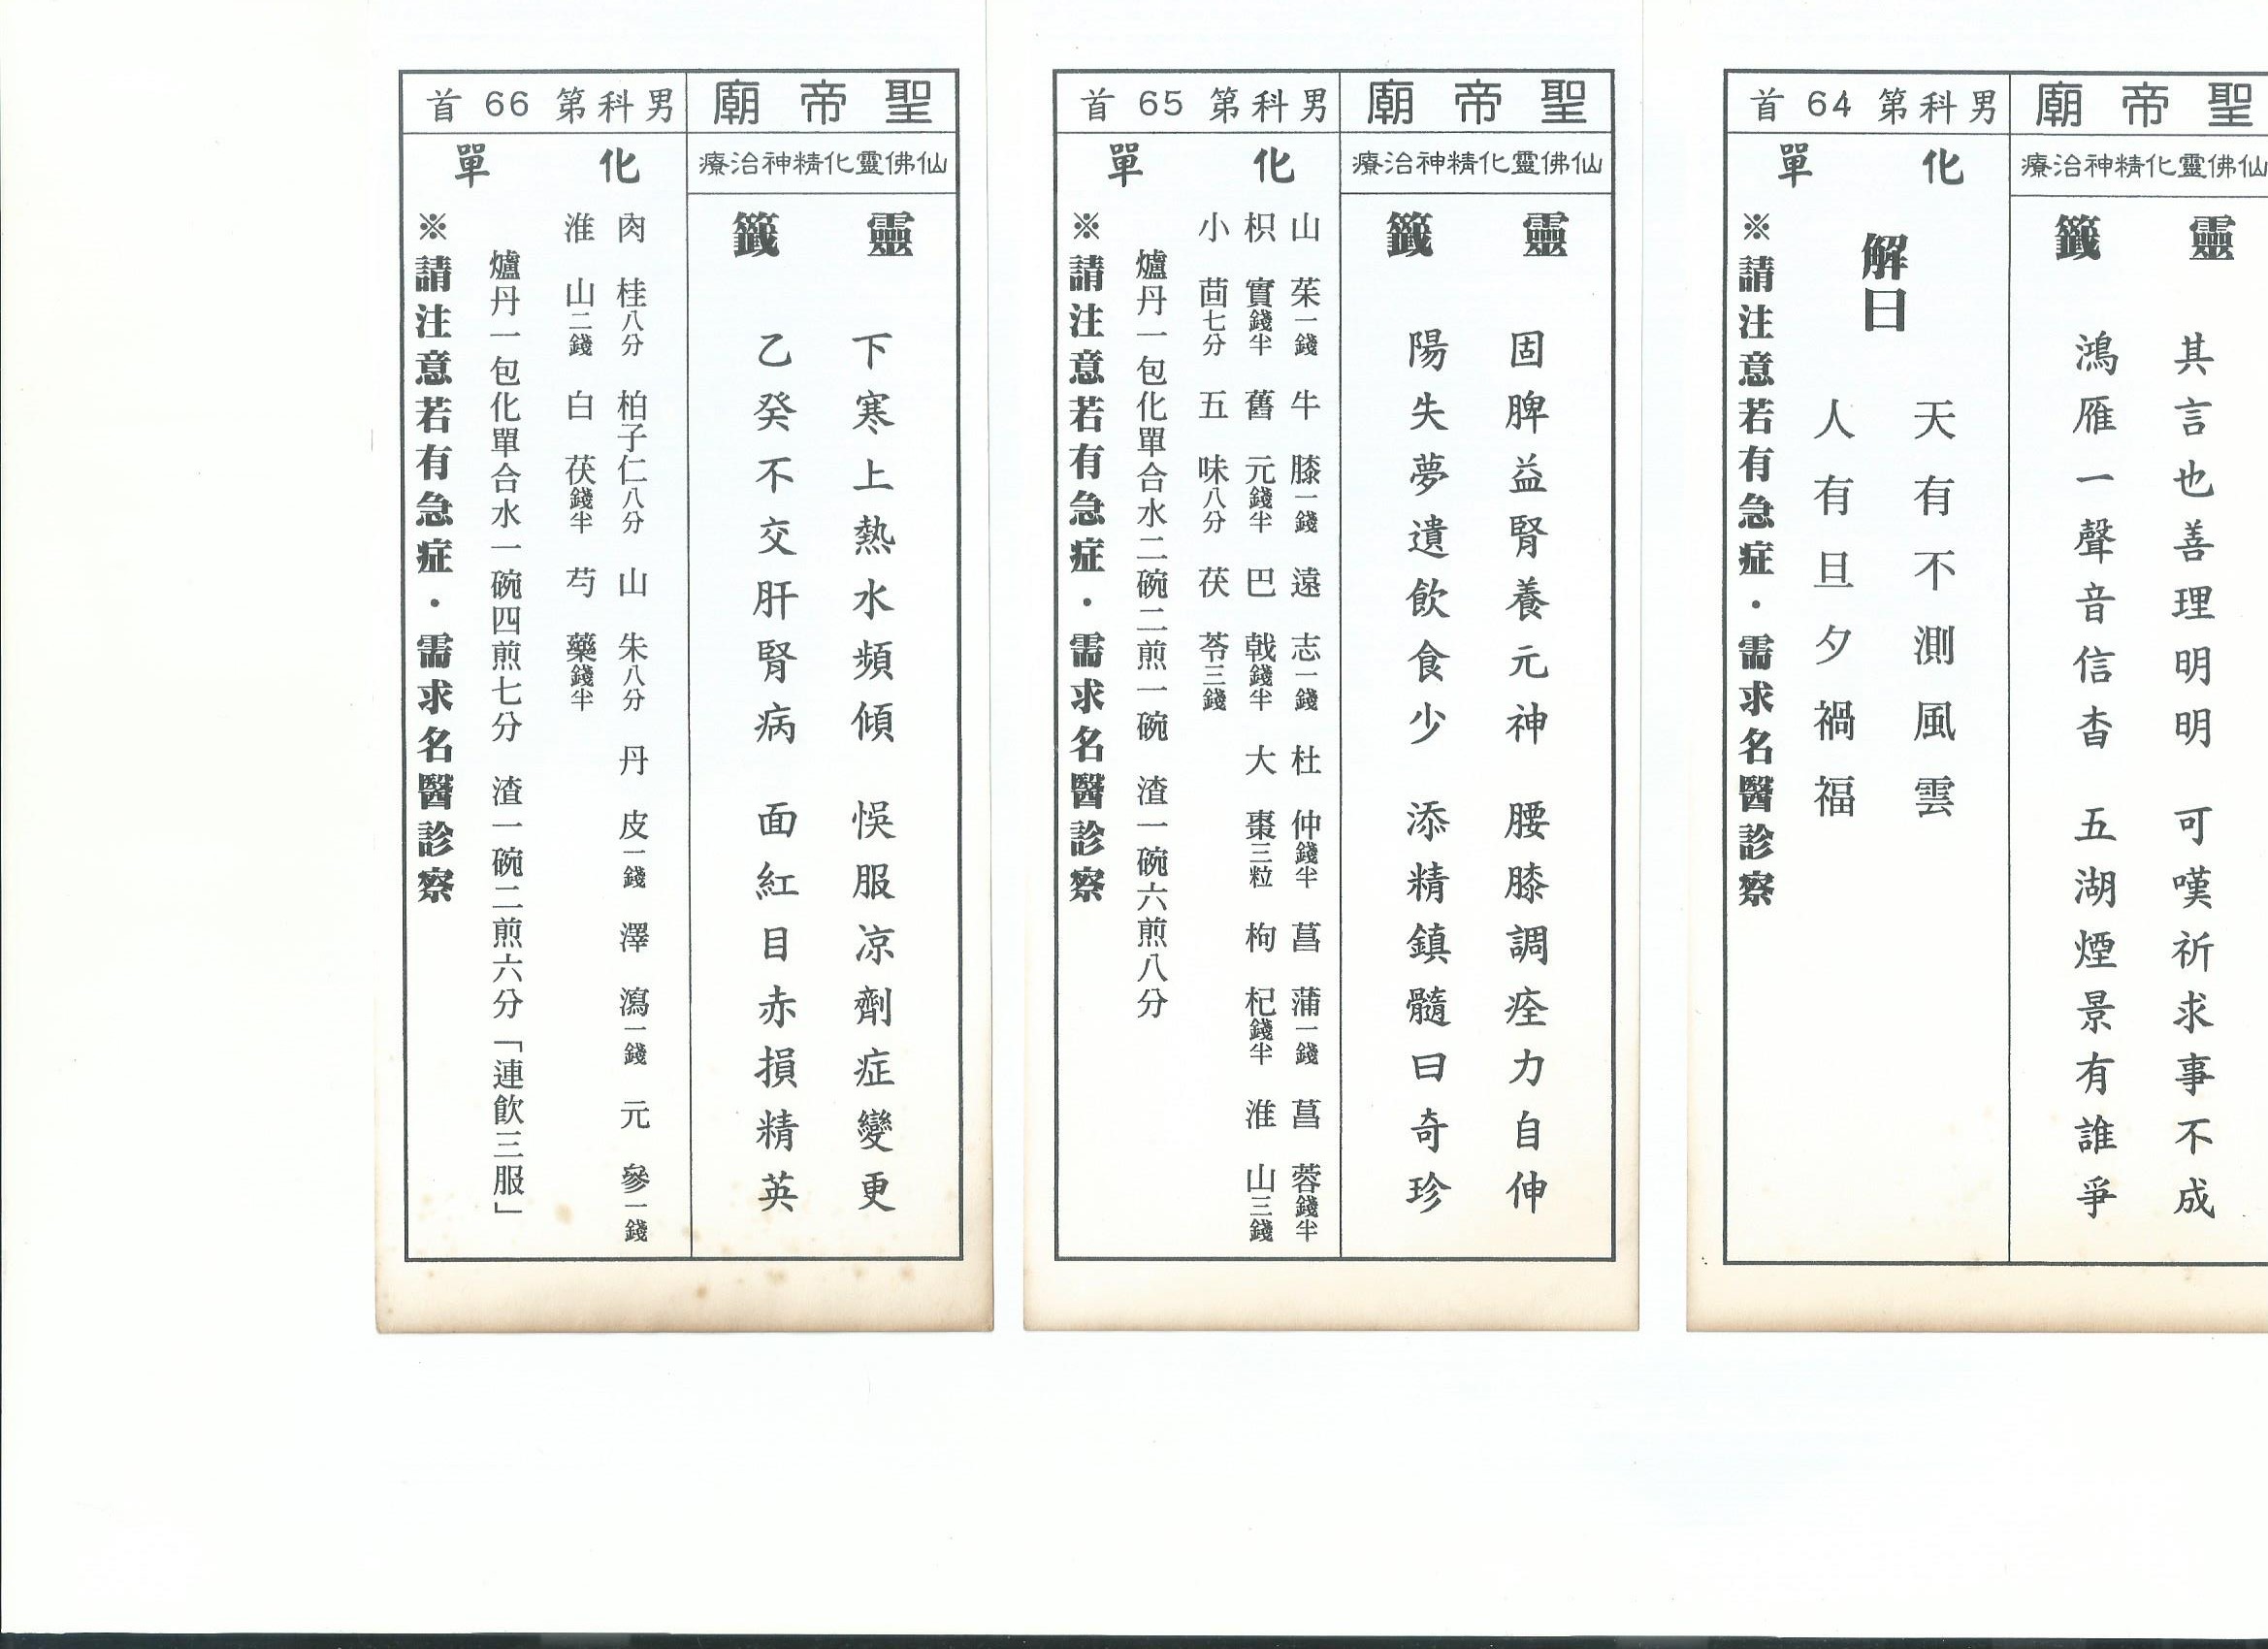 聖帝廟
男科第64首
仙佛靈化精神治療
靈籤
其言也善理明明　可嘆祈求事不成
鴻雁一聲音信杳　五湖煙景有誰爭
化單
解曰
天有不測風雲
人有旦夕禍福
※請注意若有急症・需求名醫診察
聖帝廟
男科第65首
仙佛靈化精神治療
靈籤
固脾益腎養元神　腰膝調痊力自伸
陽失夢遺飲食少　添精鎮髓曰奇珍
化單
山茱一錢　牛膝一錢　遠志一錢　杜仲錢半　菖蒲一錢　菖蓉錢半
枳實錢半　舊元錢半　巴戟錢半　大棗三粒　枸杞錢半　淮山三錢
小茴七分　五味八分　茯苓三錢
爐丹一包化單合水二碗二煎一碗　渣一碗六煎八分
※請注意若有急症・需求名醫診察
聖帝廟
男科第66首
仙佛靈化精神治療
靈籤
下寒上熱水頻傾　悞服凉劑症變更
乙癸不交肝腎病　面紅目赤損精英
化單
肉桂八分　柏子仁八分　山朱八分　丹皮一錢　澤瀉一錢　元參一錢
淮山二錢　白茯錢半　芍藥錢半
爐丹一包化單合水一碗四煎七分　渣一碗二煎六分「連飲三服」
※請注意若有急症・需求名醫診察